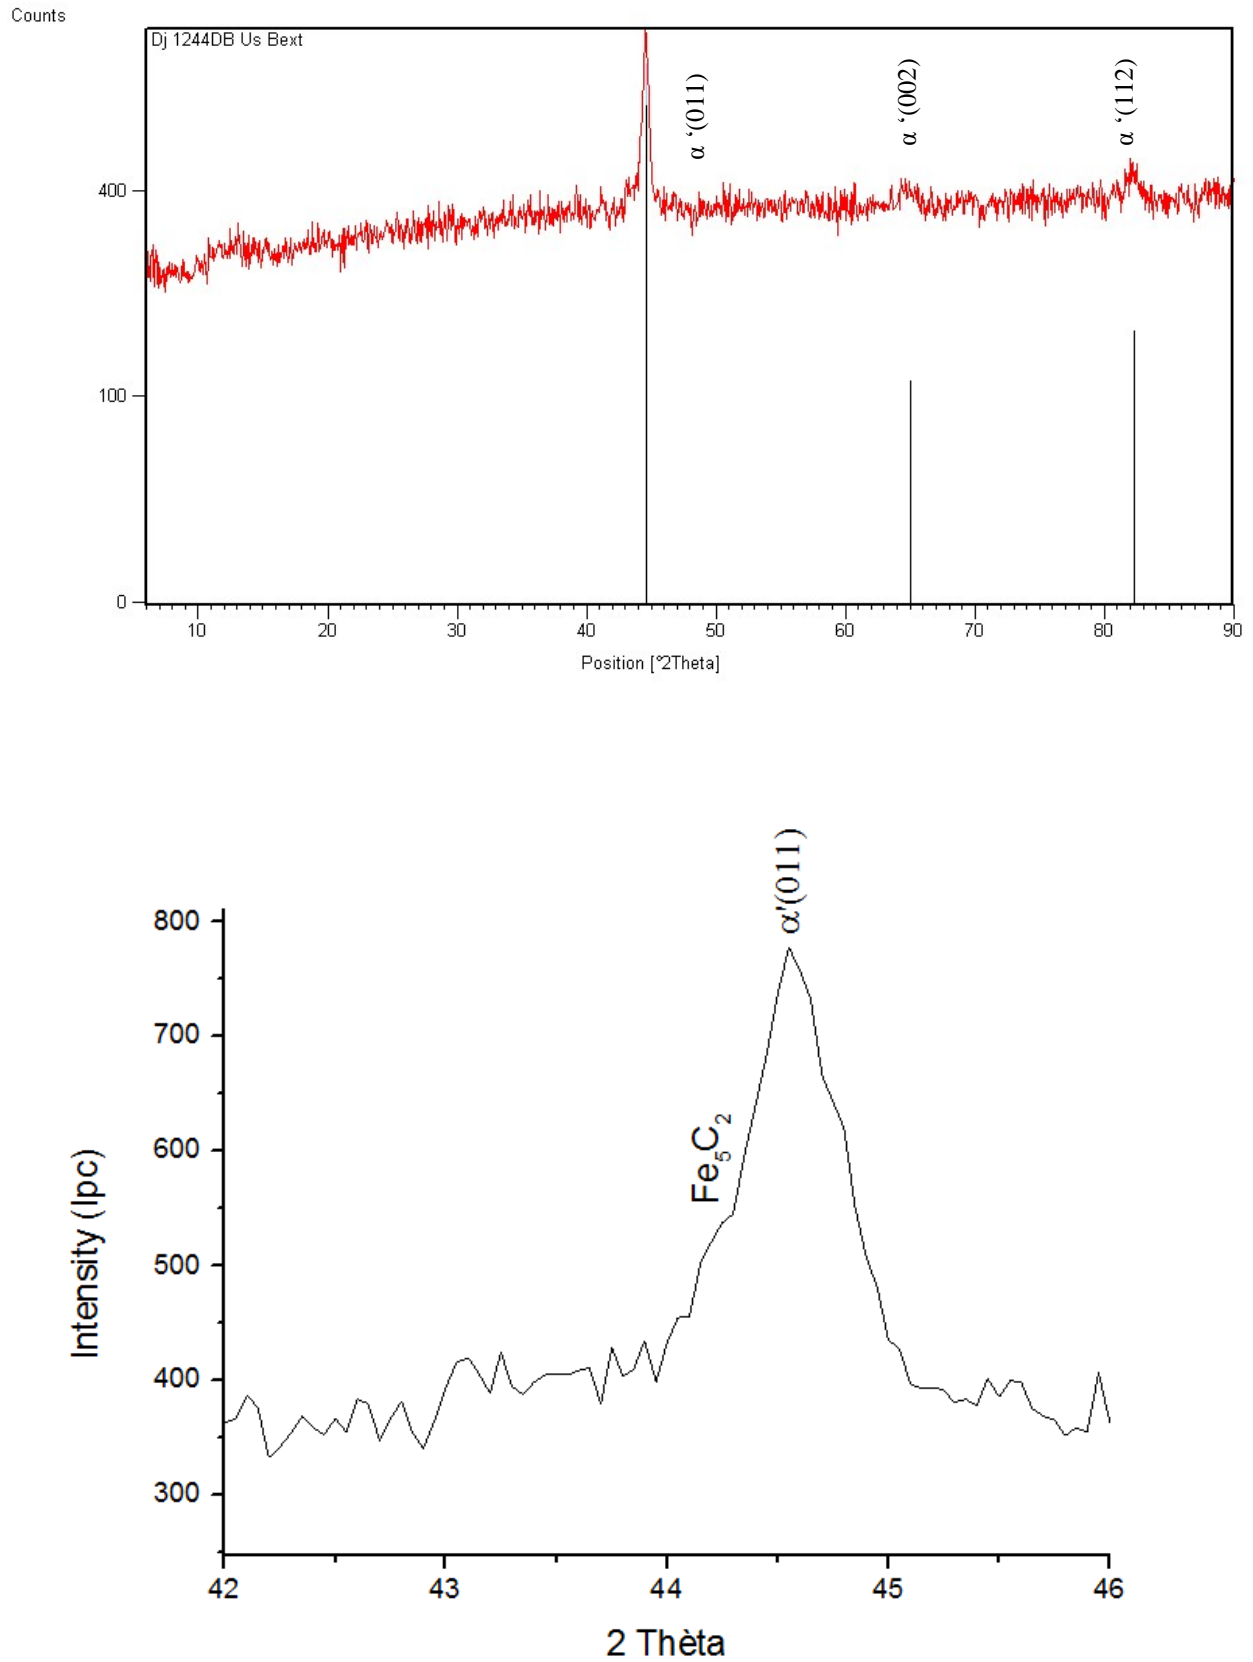 Counts
Dj 1244DB Us Bext
α ‘(011)
α ‘(002)
α ‘(112)
400
100
0
10 20 30 40 50 60 70 80 90
Position [°2Theta]
α'(011)
Fe₅C₂
800
700
600
500
400
300
Intensity (Ipc)
42 43 44 45 46
2 Thèta